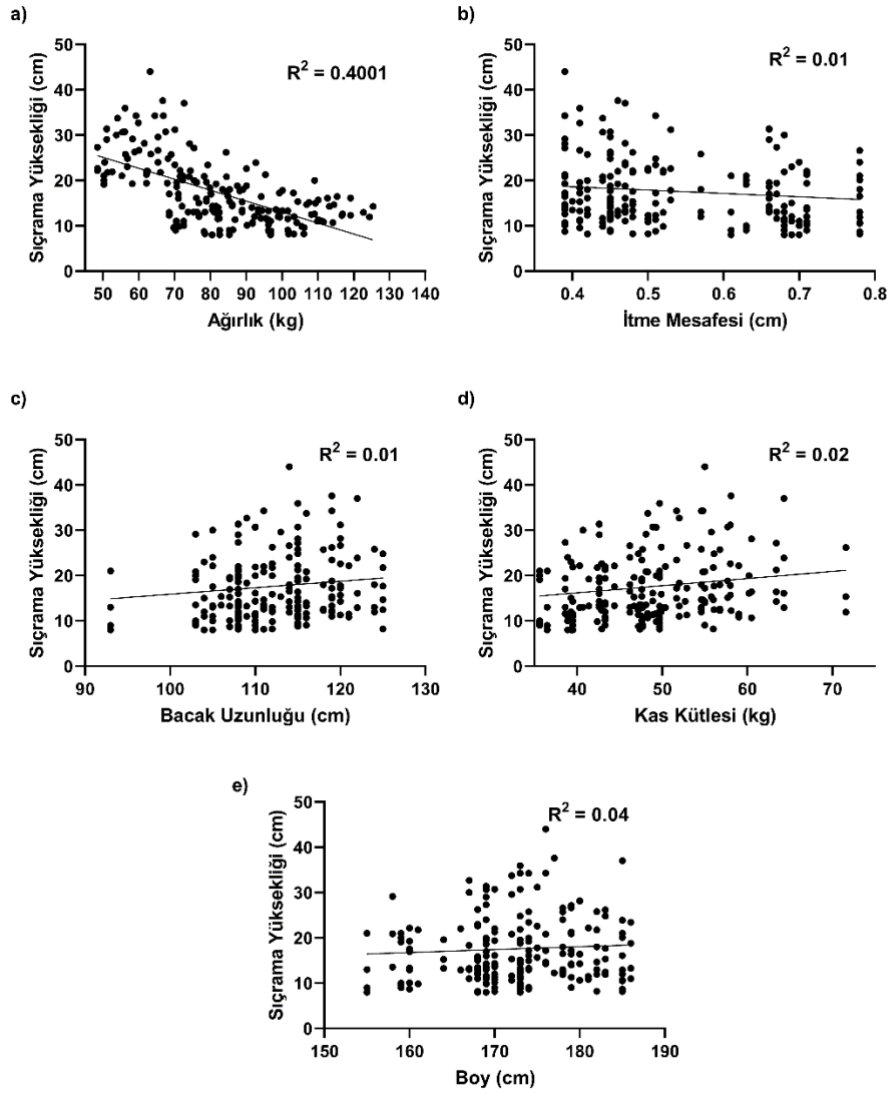 a)
R² = 0.4001
Sıçrama Yüksekliği (cm)
50
40
30
20
10
0
50 60 70 80 90 100 110 120 130 140
Ağırlık (kg)
b)
R² = 0.01
Sıçrama Yüksekliği (cm)
50
40
30
20
10
0
0.4 0.5 0.6 0.7 0.8
İtme Mesafesi (cm)
c)
R² = 0.01
Sıçrama Yüksekliği (cm)
50
40
30
20
10
0
90 100 110 120 130
Bacak Uzunluğu (cm)
d)
R² = 0.02
Sıçrama Yüksekliği (cm)
50
40
30
20
10
0
40 50 60 70
Kas Kütlesi (kg)
e)
R² = 0.04
Sıçrama Yüksekliği (cm)
50
40
30
20
10
0
150 160 170 180 190
Boy (cm)